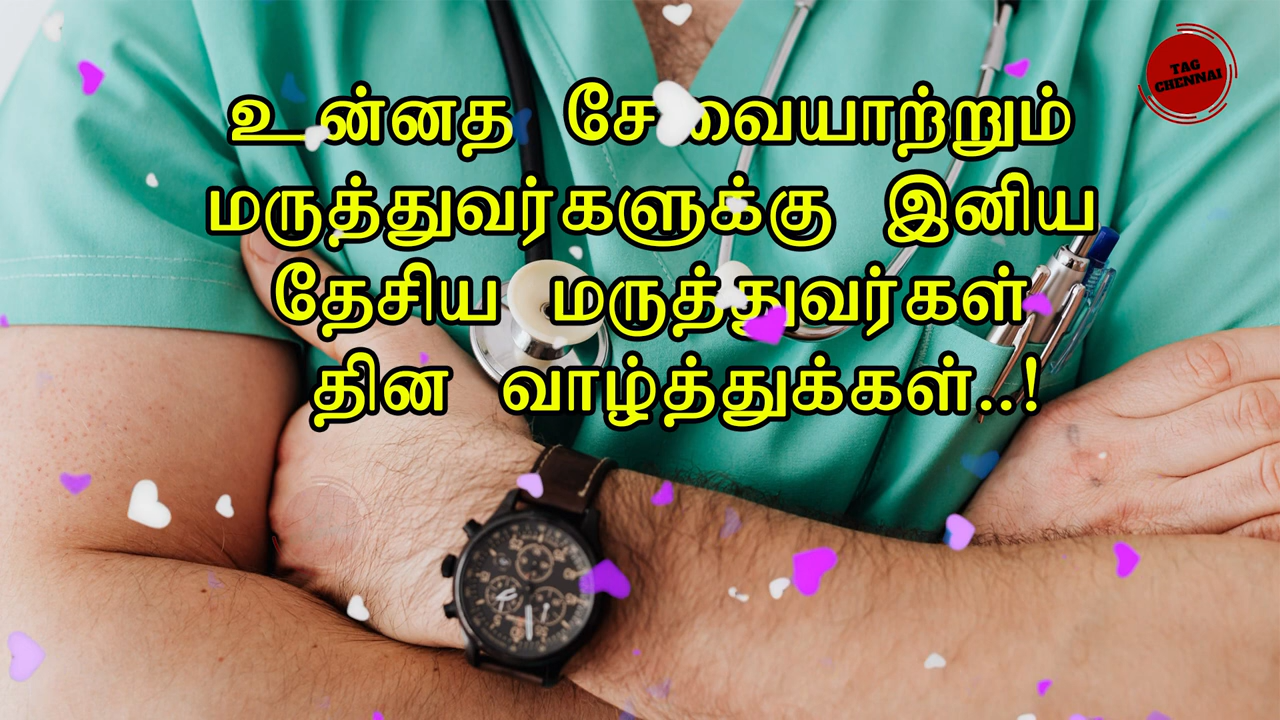 உன்னத சேவையாற்றும்
மருத்துவர்களுக்கு இனிய
தேசிய மருத்துவர்கள்
தின வாழ்த்துக்கள்..!
TAG
CHENNAI